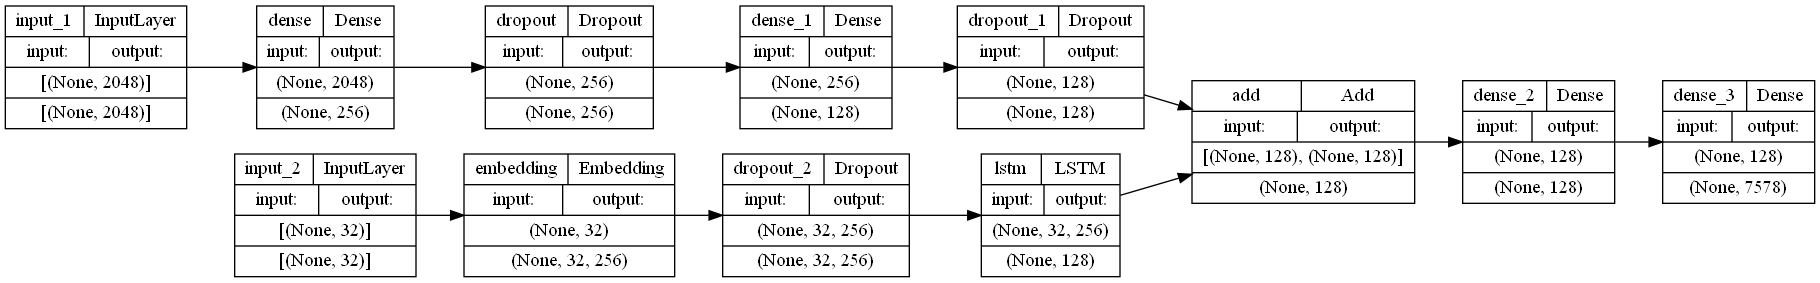 input_1 InputLayer
input: output:
[(None, 2048)]
[(None, 2048)]
dense Dense
input: output:
(None, 2048)
(None, 256)
dropout Dropout
input: output:
(None, 256)
(None, 256)
dense_1 Dense
input: output:
(None, 256)
(None, 128)
dropout_1 Dropout
input: output:
(None, 128)
(None, 128)
input_2 InputLayer
input: output:
[(None, 32)]
[(None, 32)]
embedding Embedding
input: output:
(None, 32)
(None, 32, 256)
dropout_2 Dropout
input: output:
(None, 32, 256)
(None, 32, 256)
lstm LSTM
input: output:
(None, 32, 256)
(None, 128)
add Add
input: output:
[(None, 128), (None, 128)]
(None, 128)
dense_2 Dense
input: output:
(None, 128)
(None, 128)
dense_3 Dense
input: output:
(None, 128)
(None, 7578)